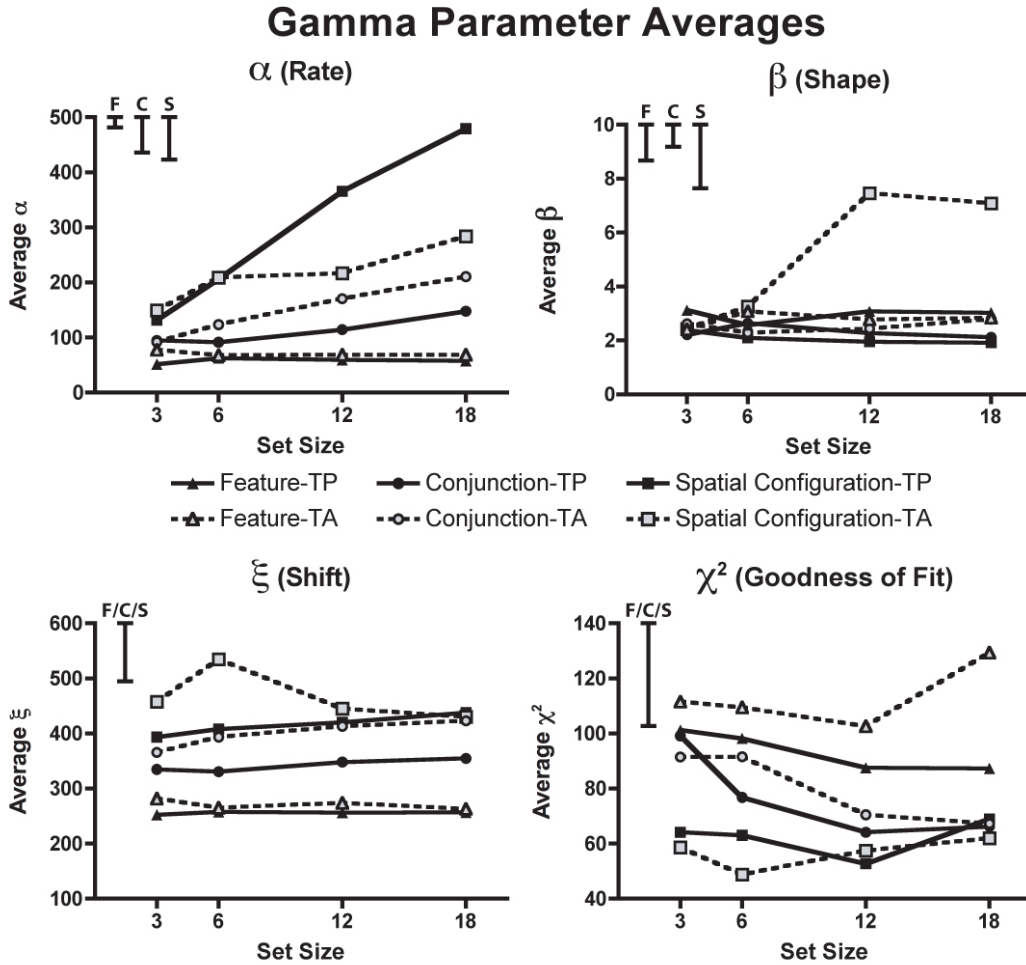 Gamma Parameter Averages
α (Rate)
F C S
500
400
300
200
100
0
Average α
3 6 12 18
Set Size
β (Shape)
F C S
10
8
6
4
2
0
Average β
3 6 12 18
Set Size
Feature-TP Conjunction-TP Spatial Configuration-TP
Feature-TA Conjunction-TA Spatial Configuration-TA
ξ (Shift)
F/C/S
600
500
400
300
200
100
Average ξ
3 6 12 18
Set Size
χ² (Goodness of Fit)
F/C/S
140
120
100
80
60
40
Average χ²
3 6 12 18
Set Size